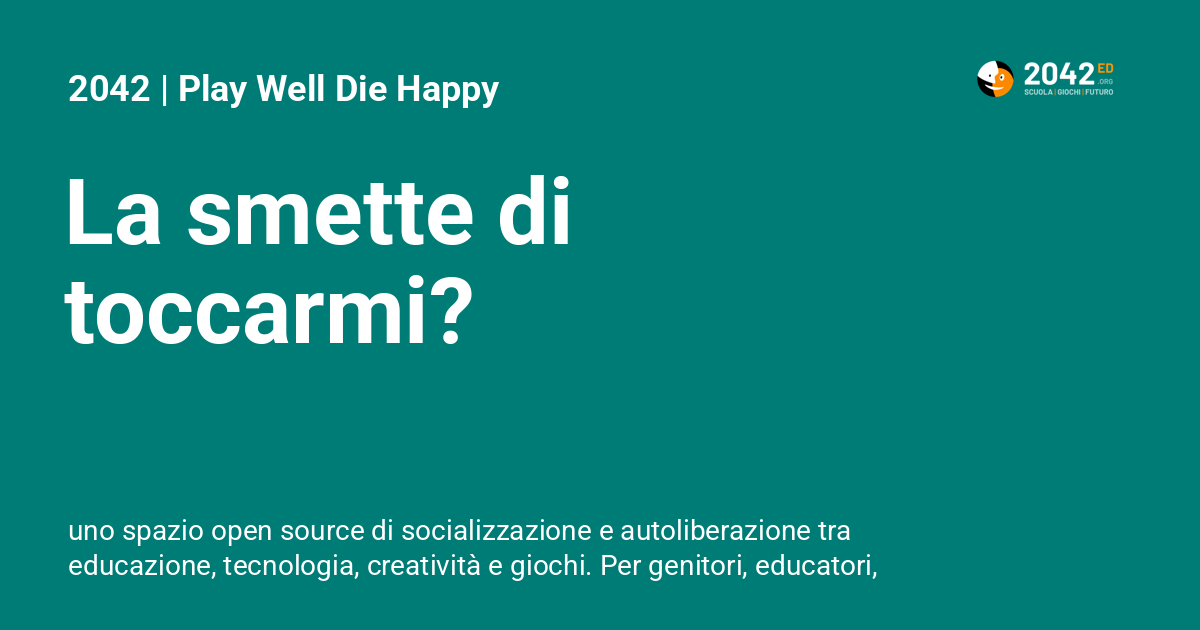 2042 | Play Well Die Happy
2042 ED
.ORG
SCUOLA | GIOCHI | FUTURO
La smette di
toccarmi?
uno spazio open source di socializzazione e autoliberazione tra
educazione, tecnologia, creatività e giochi. Per genitori, educatori,